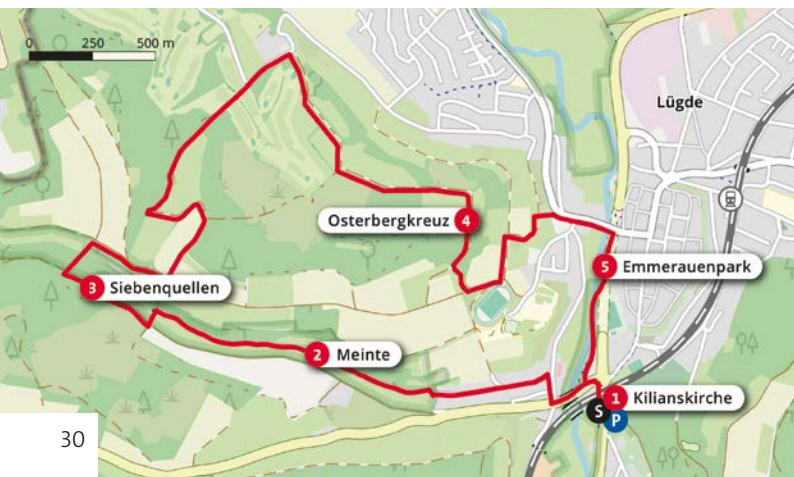 0 250 500 m
Lügde
Osterbergkreuz 4
5 Emmerauenpark
3 Siebenquellen
2 Meinte
1 Kilianskirche
S
P
30